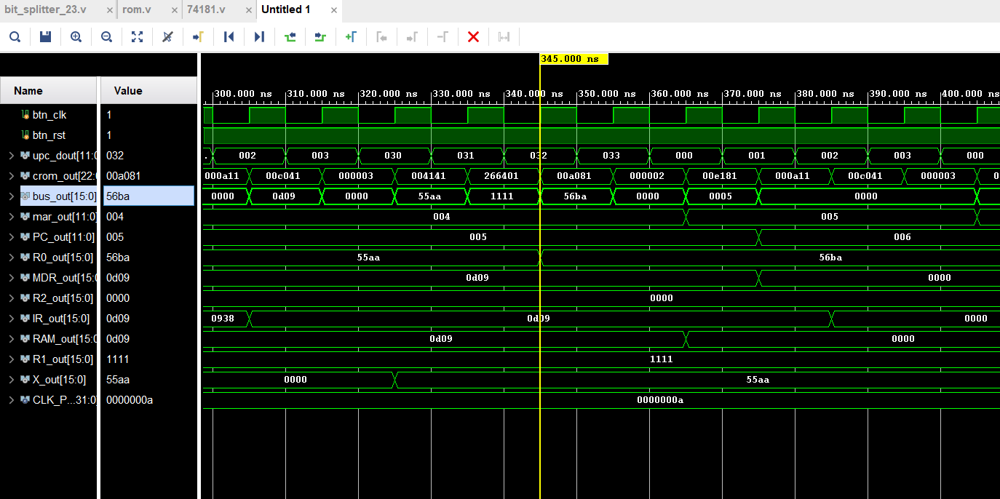 bit_splitter_23.v × rom.v × 74181.v × Untitled 1 ×
345.000 ns
300.000 ns 310.000 ns 320.000 ns 330.000 ns 340.000 ns 350.000 ns 360.000 ns 370.000 ns 380.000 ns 390.000 ns 400.000 ns
Name Value
btn_clk 1
btn_rst 1
upc_dout[11:0 032 002 003 030 031 032 033 000 001 002 003 000
crom_out[22:0 00a081 000a11 00c041 000003 004141 266401 00a081 000002 00e181 000a11 00c041 000003 0
bus_out[15:0] 56ba 0000 0d09 0000 55aa 1111 56ba 0000 0005 0000
mar_out[11:0] 004 004 005
PC_out[11:0] 005 005 006
R0_out[15:0] 56ba 55aa 56ba
MDR_out[15:0 0d09 0d09 0000
R2_out[15:0] 0000 0000
IR_out[15:0] 0d09 0938 0d09 0000
RAM_out[15:0 0d09 0d09 0000
R1_out[15:0] 1111 1111
X_out[15:0] 55aa 0000 55aa
CLK_P...31:0] 0000000a 0000000a